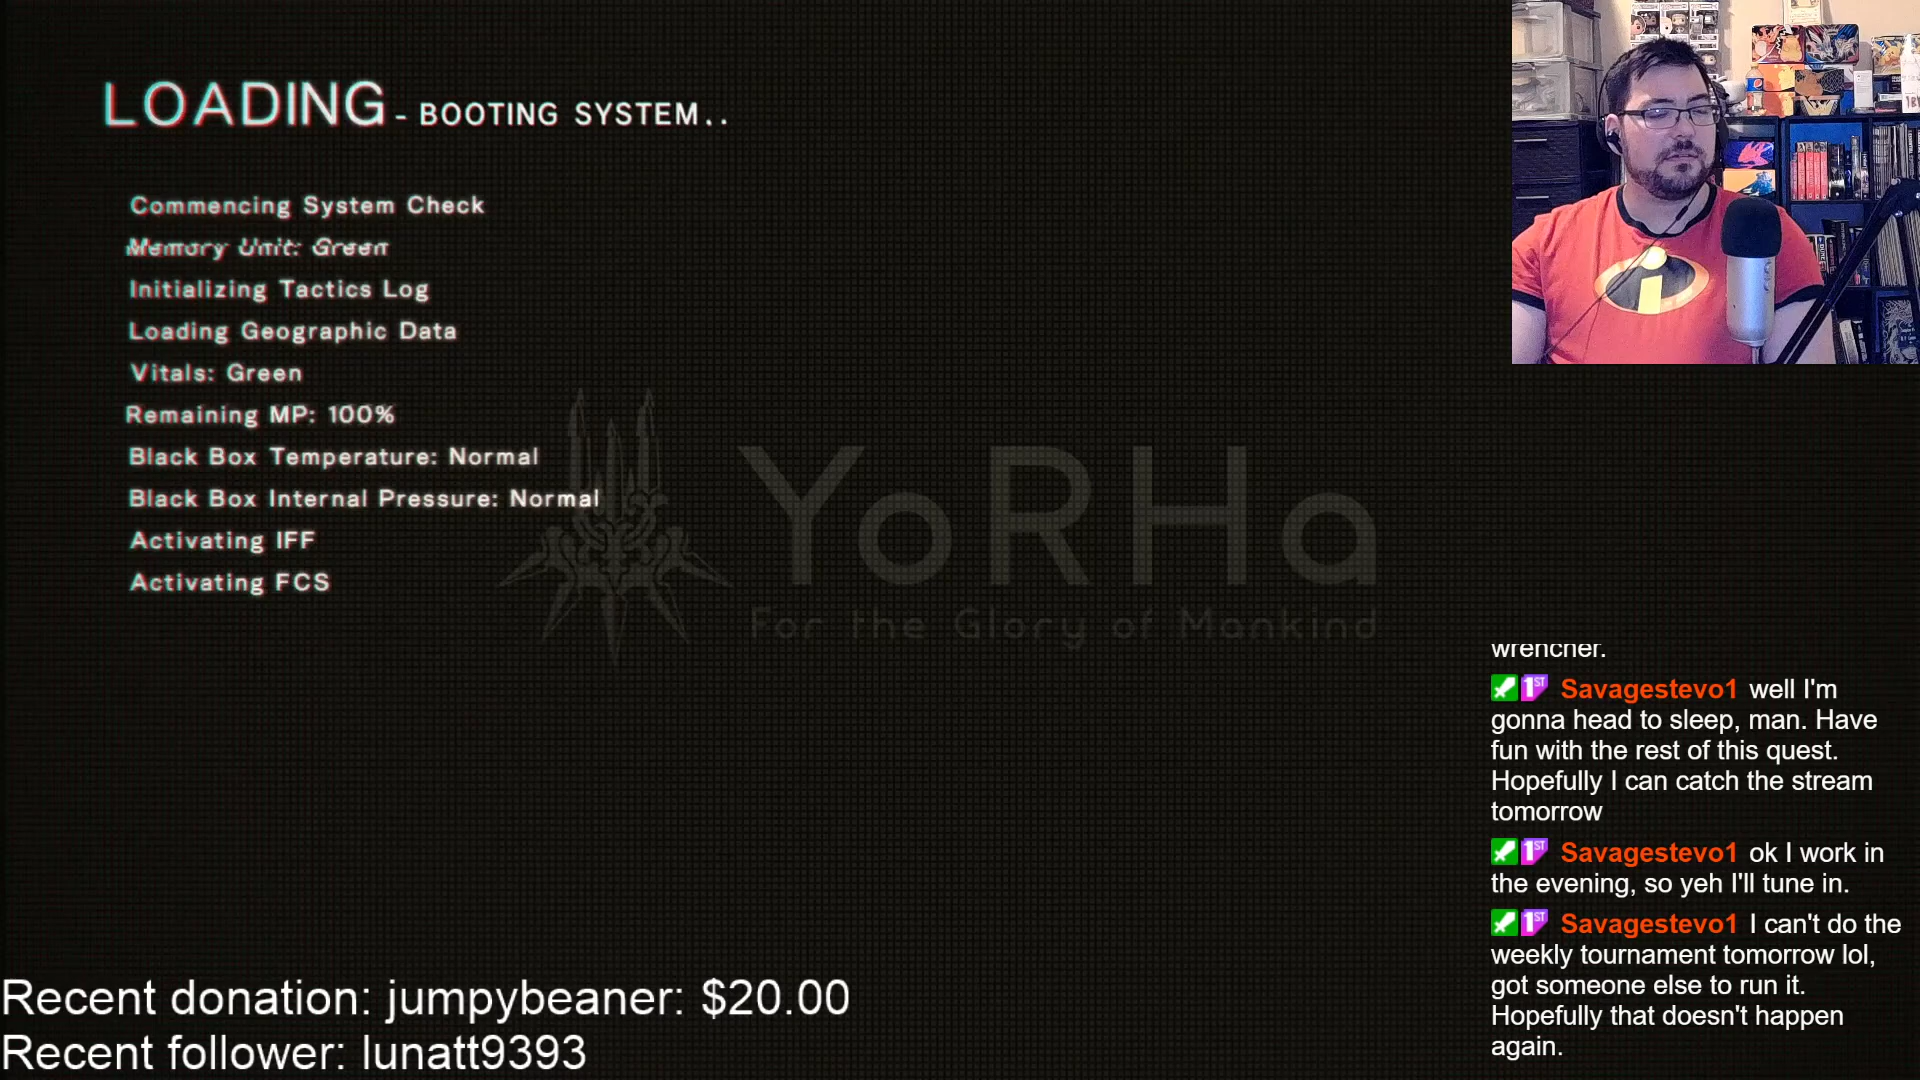 LOADING - BOOTING SYSTEM..
Commencing System Check
Memory Unit: Green
Initializing Tactics Log
Loading Geographic Data
Vitals: Green
Remaining MP: 100%
Black Box Temperature: Normal
Black Box Internal Pressure: Normal
Activating IFF
Activating FCS
YoRHa
For the Glory of Mankind
wrencher.
1ST Savagestevo1 well I'm
gonna head to sleep, man. Have
fun with the rest of this quest.
Hopefully I can catch the stream
tomorrow
1ST Savagestevo1 ok I work in
the evening, so yeh I'll tune in.
1ST Savagestevo1 I can't do the
weekly tournament tomorrow lol,
got someone else to run it.
Hopefully that doesn't happen
again.
Recent donation: jumpybeaner: $20.00
Recent follower: lunatt9393